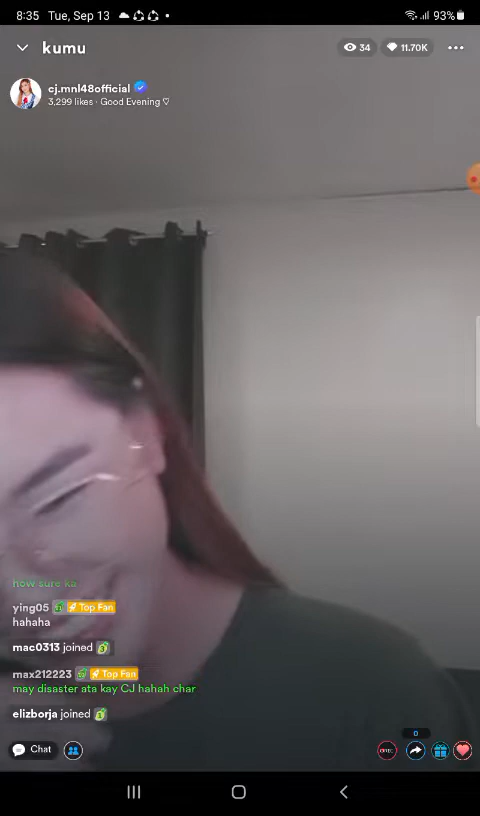 8:35 Tue, Sep 13 93%
kumu
34
11.70K
cj.mnl48official
3,299 likes · Good Evening ♡
how sure ka
ying05 Top Fan
hahaha
mac0313 joined
max212223 Top Fan
may disaster ata kay CJ hahah char
elizborja joined
0
Chat